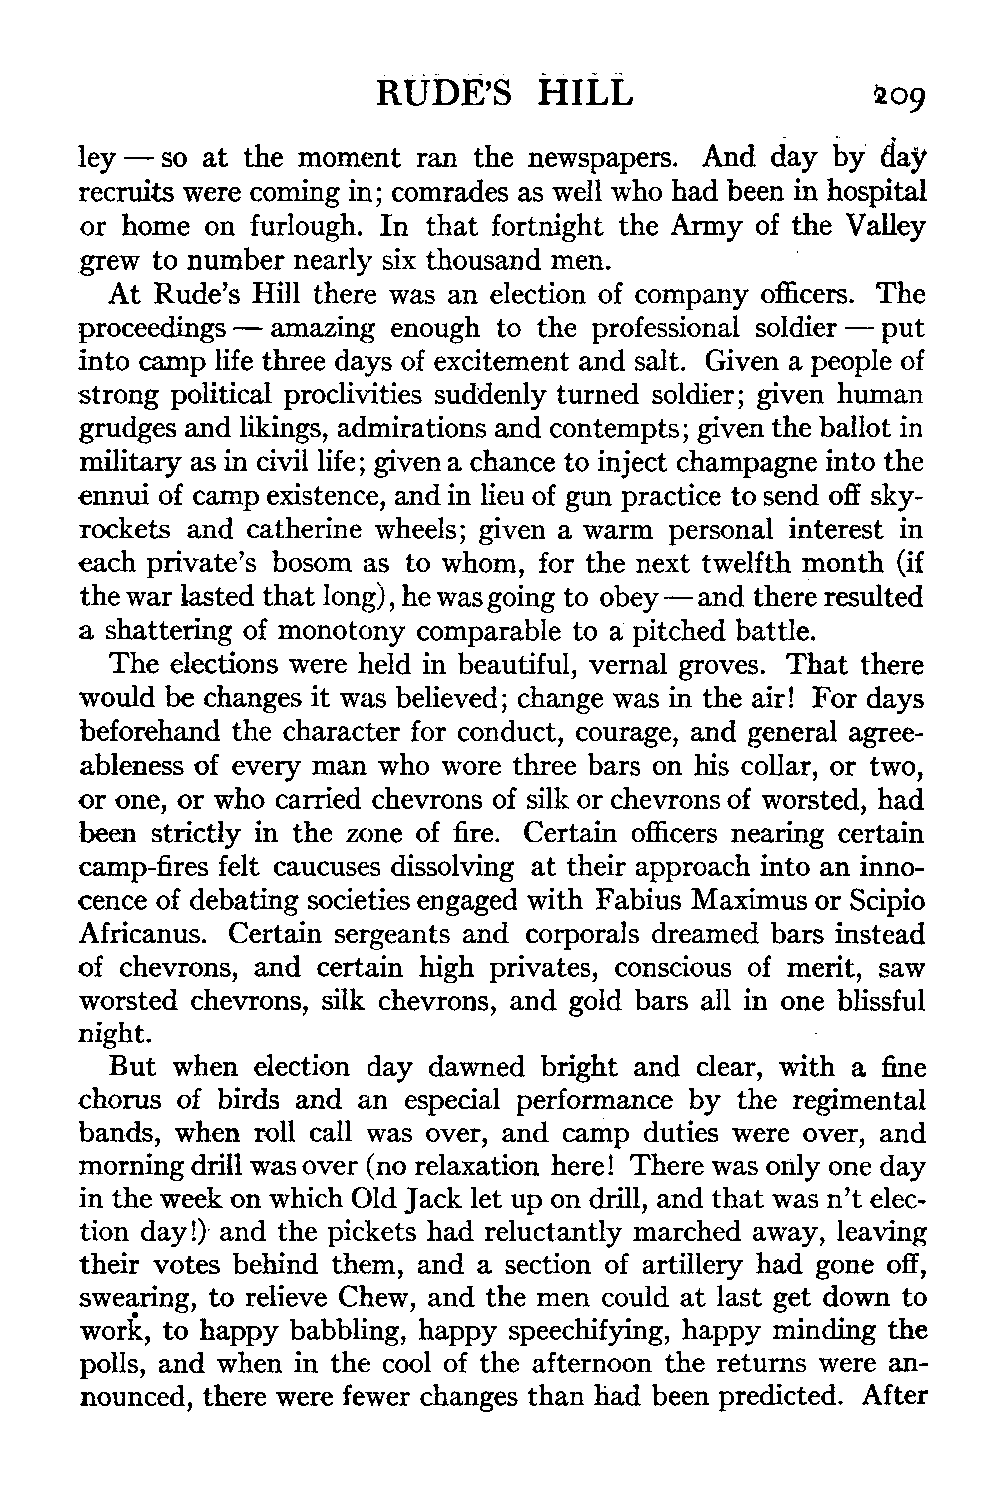 RUDE'S HILL 209
ley — so at the moment ran the newspapers. And day by day
recruits were coming in; comrades as well who had been in hospital
or home on furlough. In that fortnight the Army of the Valley
grew to number nearly six thousand men.
At Rude's Hill there was an election of company officers. The
proceedings — amazing enough to the professional soldier — put
into camp life three days of excitement and salt. Given a people of
strong political proclivities suddenly turned soldier; given human
grudges and likings, admirations and contempts; given the ballot in
military as in civil life; given a chance to inject champagne into the
ennui of camp existence, and in lieu of gun practice to send off sky-
rockets and catherine wheels; given a warm personal interest in
each private's bosom as to whom, for the next twelfth month (if
the war lasted that long), he was going to obey — and there resulted
a shattering of monotony comparable to a pitched battle.
The elections were held in beautiful, vernal groves. That there
would be changes it was believed; change was in the air! For days
beforehand the character for conduct, courage, and general agree-
ableness of every man who wore three bars on his collar, or two,
or one, or who carried chevrons of silk or chevrons of worsted, had
been strictly in the zone of fire. Certain officers nearing certain
camp-fires felt caucuses dissolving at their approach into an inno-
cence of debating societies engaged with Fabius Maximus or Scipio
Africanus. Certain sergeants and corporals dreamed bars instead
of chevrons, and certain high privates, conscious of merit, saw
worsted chevrons, silk chevrons, and gold bars all in one blissful
night.
But when election day dawned bright and clear, with a fine
chorus of birds and an especial performance by the regimental
bands, when roll call was over, and camp duties were over, and
morning drill was over (no relaxation here! There was only one day
in the week on which Old Jack let up on drill, and that was n't elec-
tion day!) and the pickets had reluctantly marched away, leaving
their votes behind them, and a section of artillery had gone off,
swearing, to relieve Chew, and the men could at last get down to
work, to happy babbling, happy speechifying, happy minding the
polls, and when in the cool of the afternoon the returns were an-
nounced, there were fewer changes than had been predicted. After